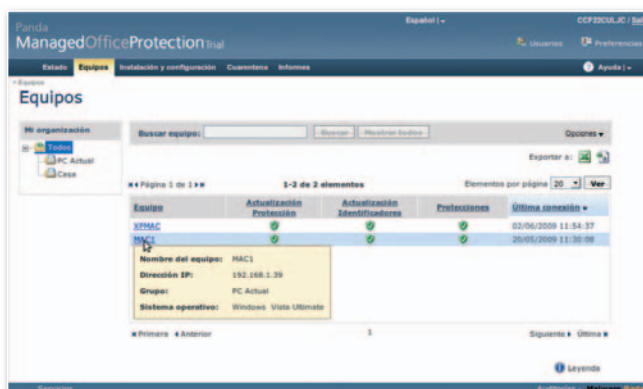 Panda
ManagedOfficeProtection Trial
Español | CCF22CULJC /
Usuarios Preferencias
Estado Equipos Instalación y configuración Cuarentena Informes Ayuda |
> Equipos
Equipos
Mi organización
Todos
PC Actual
Casa
Buscar equipo: Buscar Mostrar todos Opciones
Exportar a:
Página 1 de 1 1-2 de 2 elementos Elementos por página 20 Ver
Equipo Actualización Protección Actualización Identificadores Protecciones Última conexión
XPMAC 02/06/2009 11:54:37
MAC1 20/05/2009 11:30:08
Nombre del equipo: MAC1
Dirección IP: 192.168.1.39
Grupo: PC Actual
Sistema operativo: Windows Vista Ultimate
Primera Anterior 1 Siguiente Última
Leyenda
Servicios